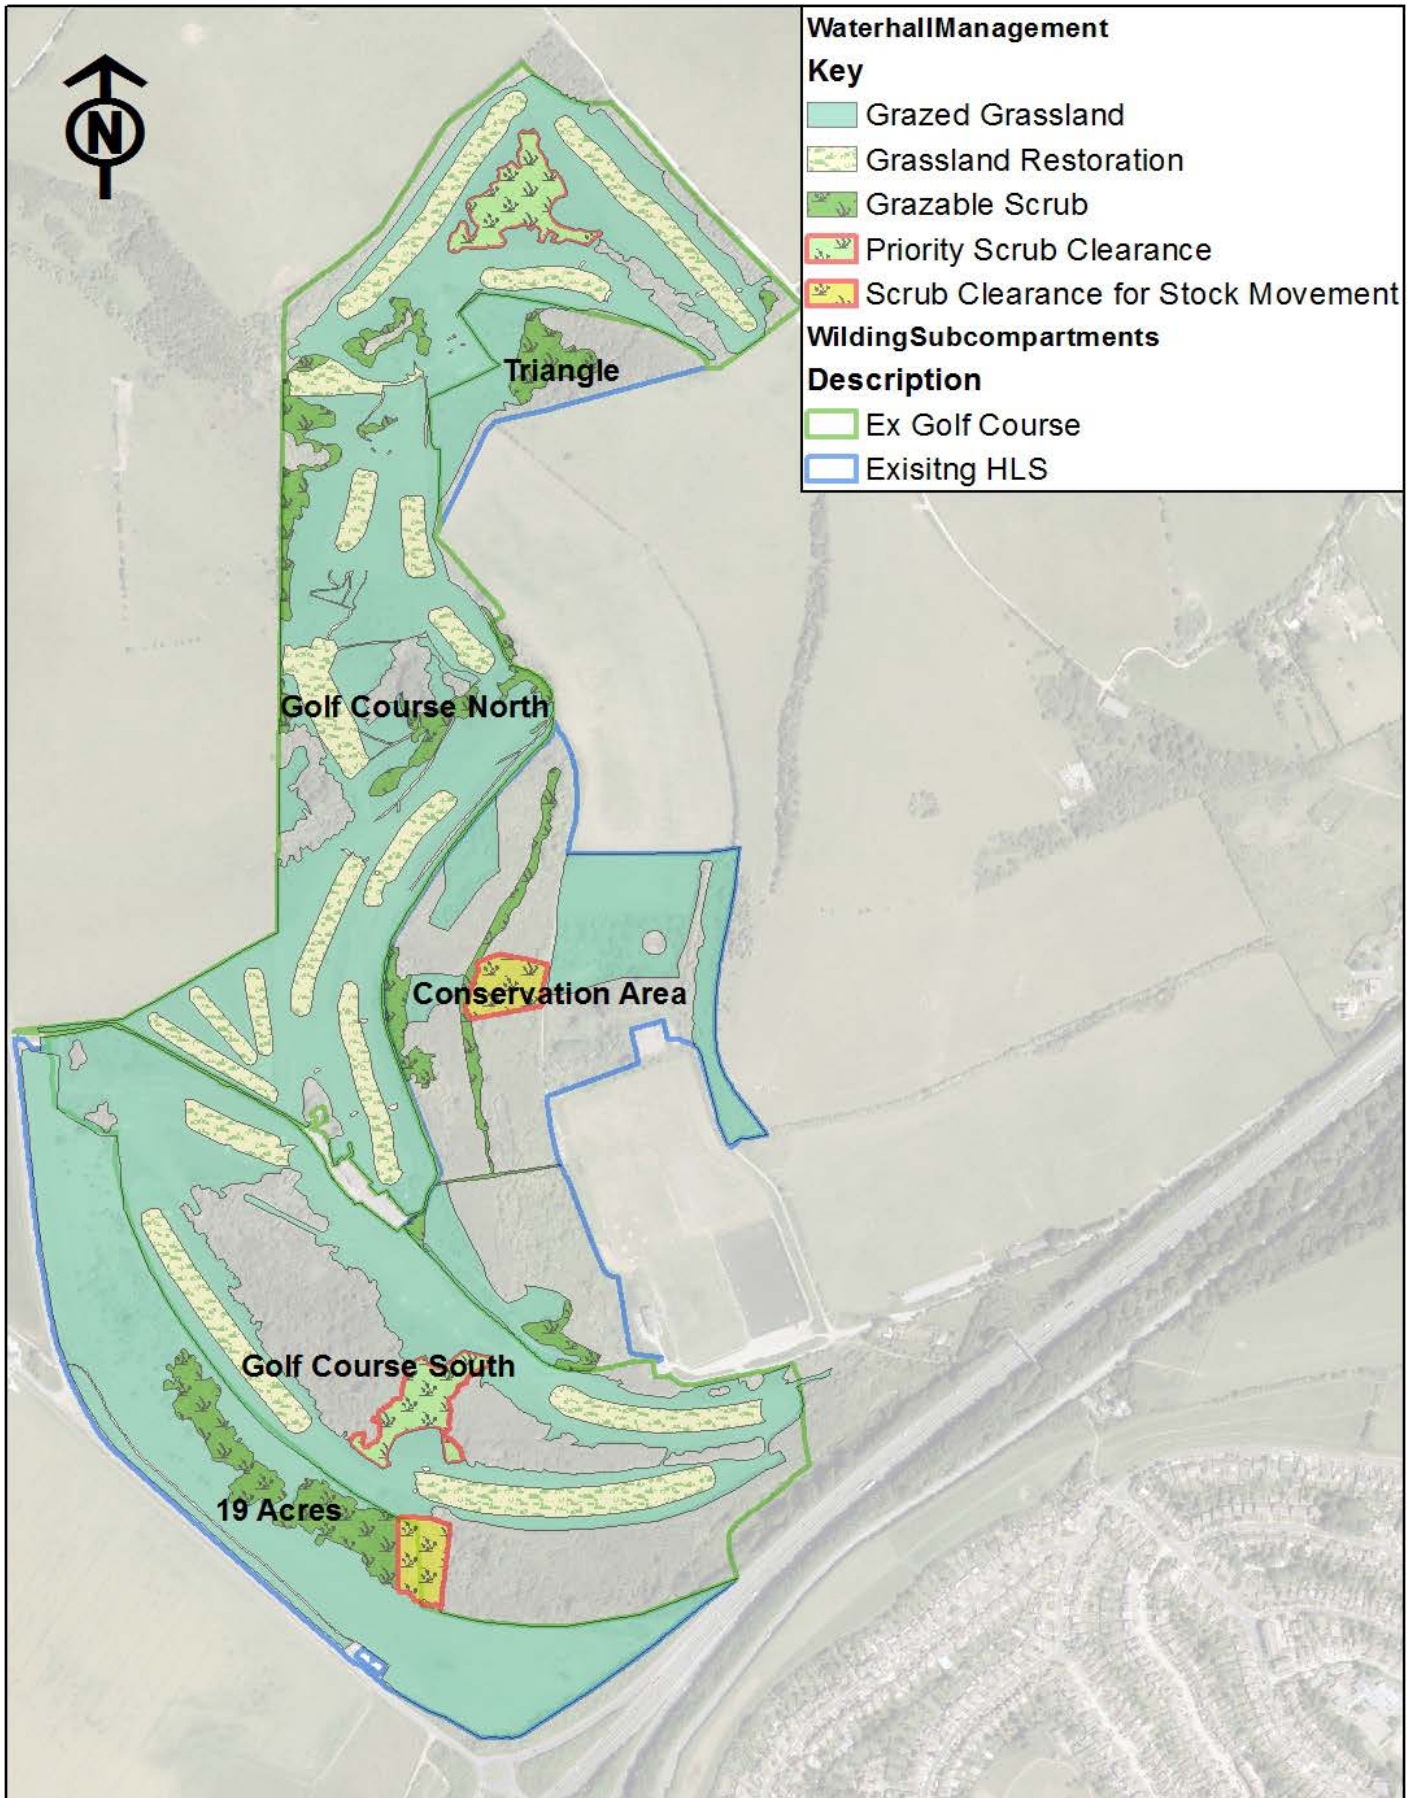 WaterhallManagement
Key
Grazed Grassland
Grassland Restoration
Grazable Scrub
Priority Scrub Clearance
Scrub Clearance for Stock Movement
WildingSubcompartments
Description
Ex Golf Course
Exisitng HLS
N
Triangle
Golf Course North
Conservation Area
Golf Course South
19 Acres